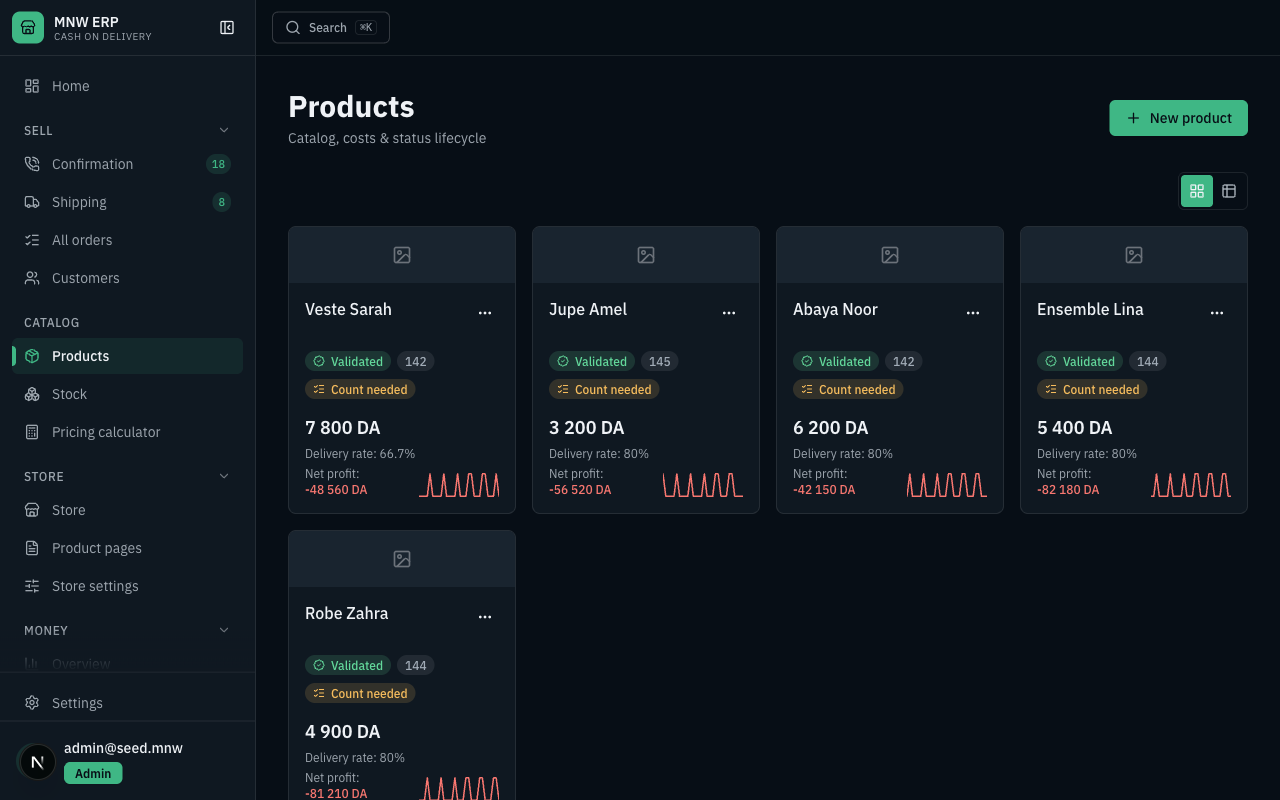 MNW ERP
CASH ON DELIVERY
Search ⌘K
Home
SELL
Confirmation 18
Shipping 8
All orders
Customers
CATALOG
Products
Stock
Pricing calculator
STORE
Store
Product pages
Store settings
MONEY
Overview
Settings
N
admin@seed.mnw
Admin
Products
Catalog, costs & status lifecycle
New product
Veste Sarah
Validated 142
Count needed
7 800 DA
Delivery rate: 66.7%
Net profit:
-48 560 DA
Jupe Amel
Validated 145
Count needed
3 200 DA
Delivery rate: 80%
Net profit:
-56 520 DA
Abaya Noor
Validated 142
Count needed
6 200 DA
Delivery rate: 80%
Net profit:
-42 150 DA
Ensemble Lina
Validated 144
Count needed
5 400 DA
Delivery rate: 80%
Net profit:
-82 180 DA
Robe Zahra
Validated 144
Count needed
4 900 DA
Delivery rate: 80%
Net profit:
-81 210 DA